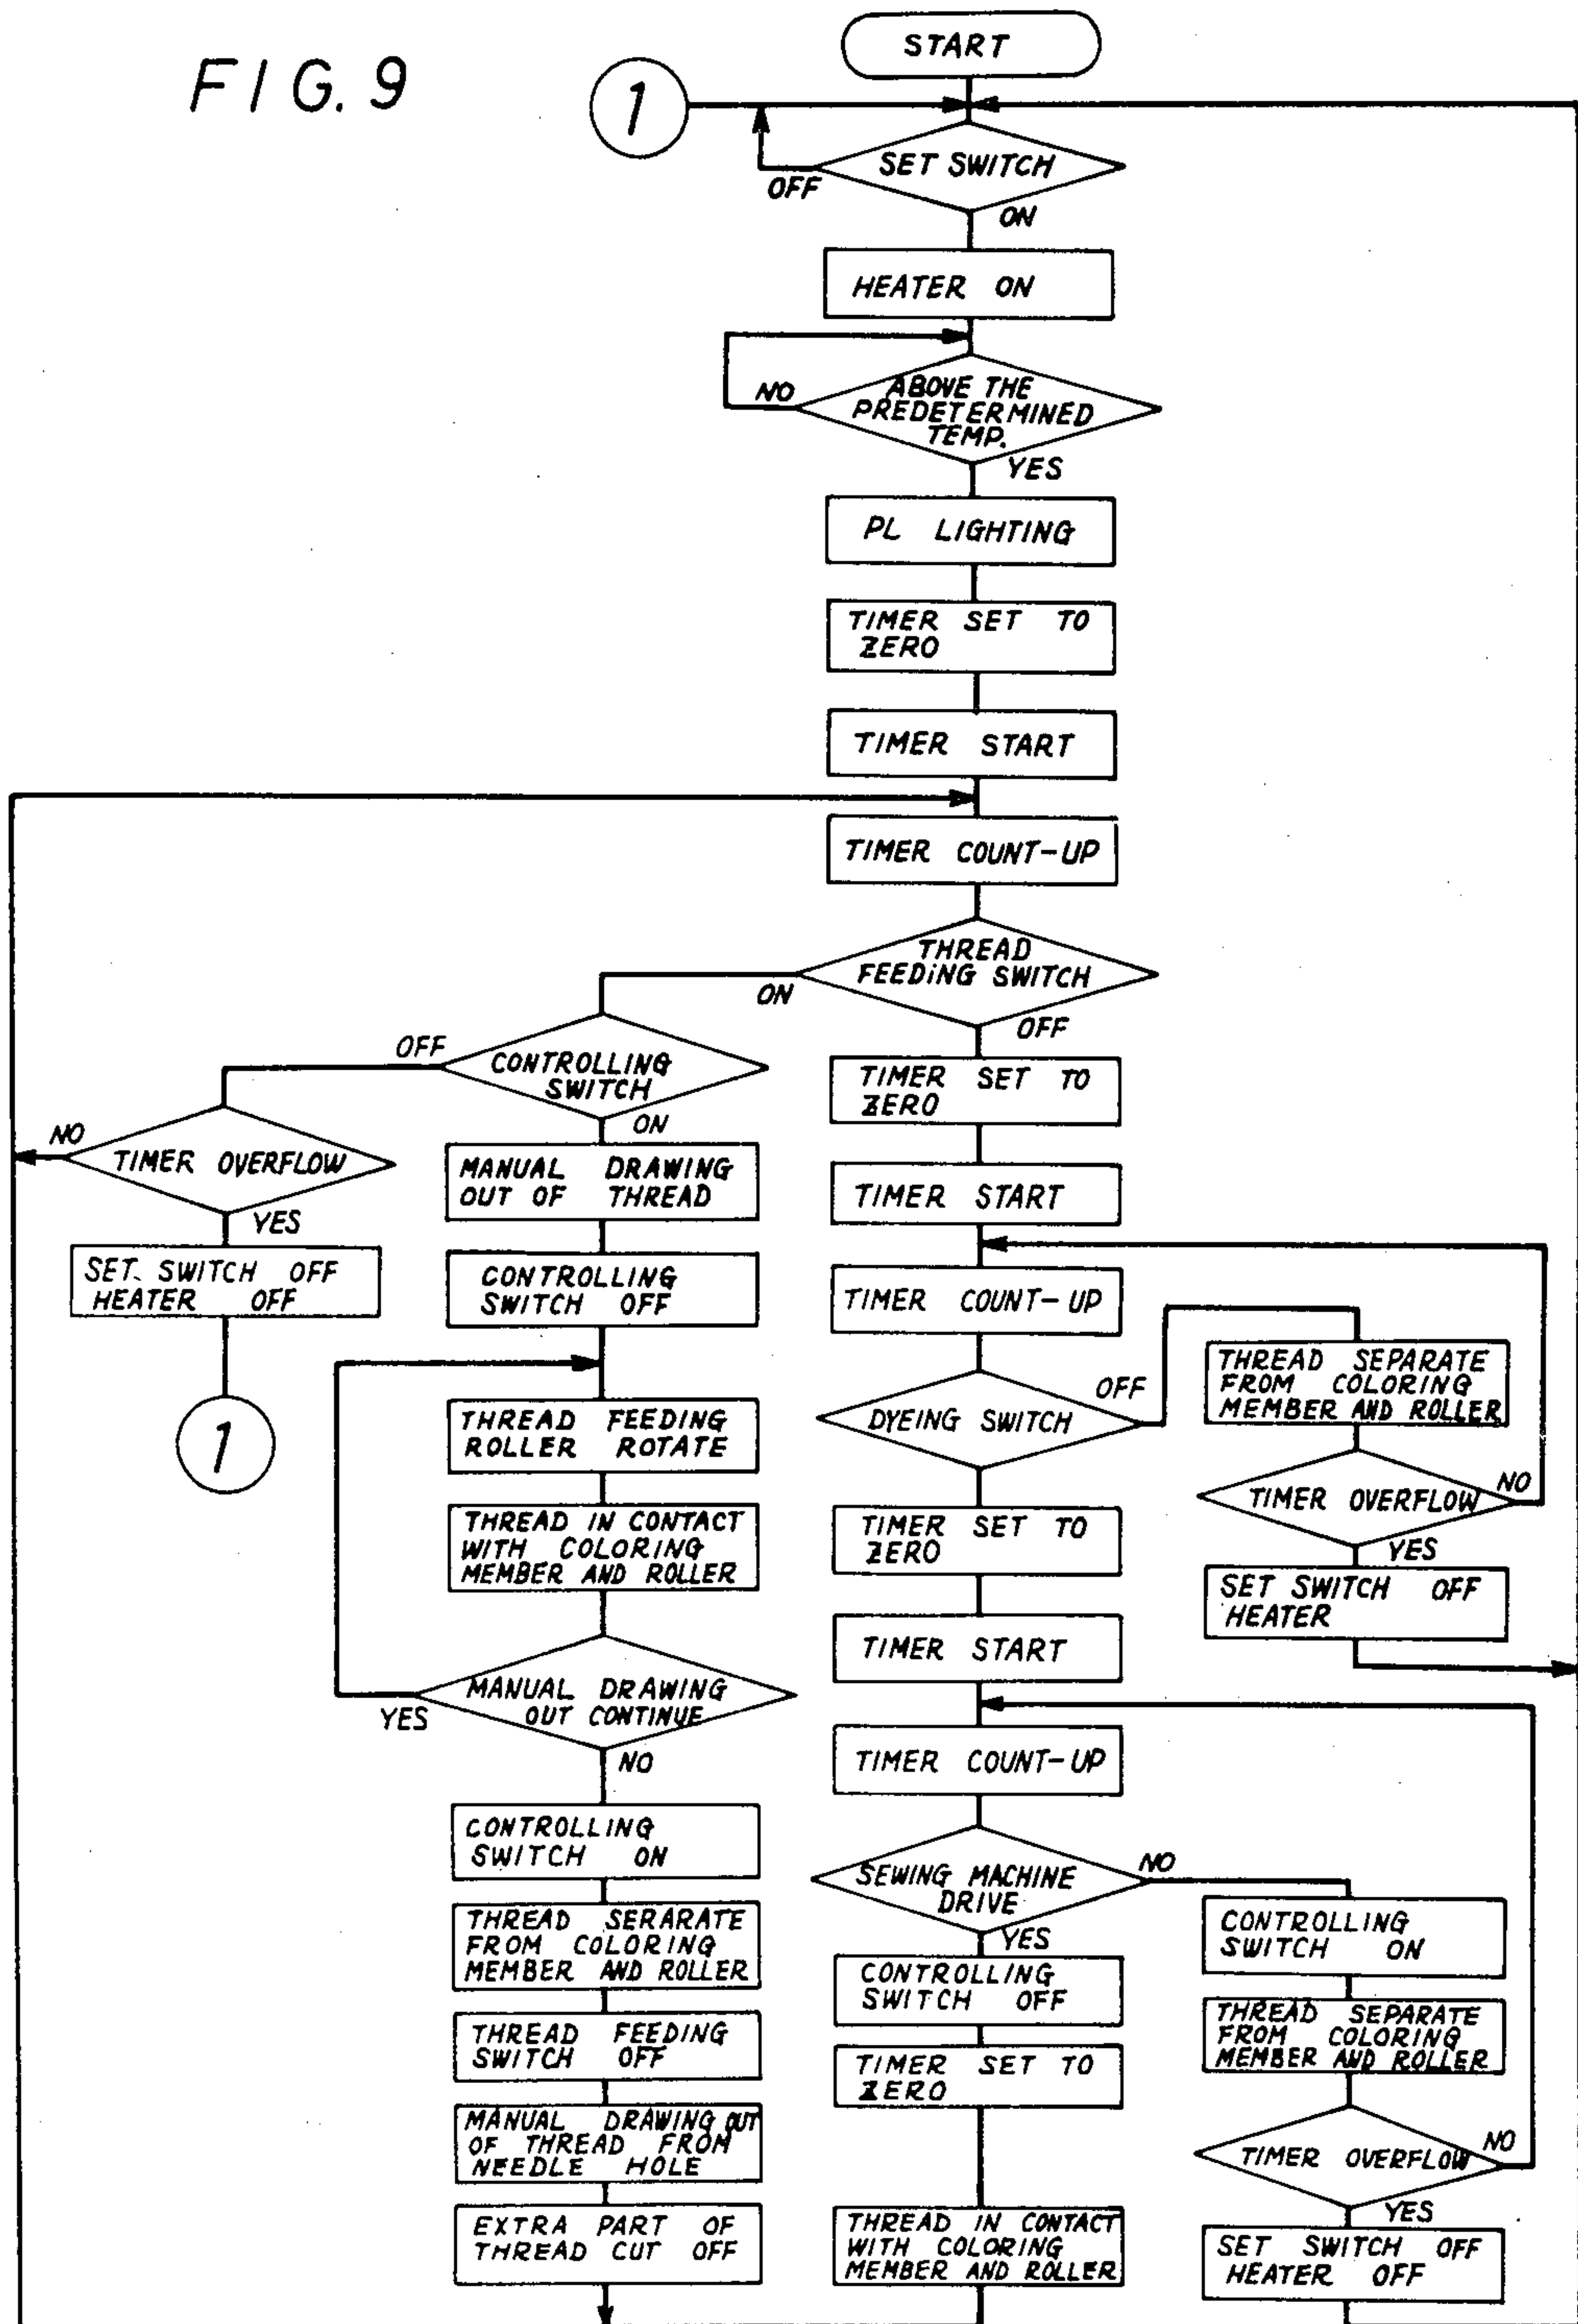 FIG. 9
START
1
SET SWITCH
OFF
ON
HEATER ON
NO
ABOVE THE
PREDETERMINED
TEMP.
YES
PL LIGHTING
TIMER SET TO
ZERO
TIMER START
TIMER COUNT-UP
THREAD
FEEDING SWITCH
ON
OFF
OFF
CONTROLLING
SWITCH
ON
NO
TIMER OVERFLOW
YES
SET SWITCH OFF
HEATER OFF
1
MANUAL DRAWING
OUT OF THREAD
CONTROLLING
SWITCH OFF
THREAD FEEDING
ROLLER ROTATE
THREAD IN CONTACT
WITH COLORING
MEMBER AND ROLLER
MANUAL DRAWING
OUT CONTINUE
YES
NO
CONTROLLING
SWITCH ON
THREAD SERARATE
FROM COLORING
MEMBER AND ROLLER
THREAD FEEDING
SWITCH OFF
MANUAL DRAWING OUT
OF THREAD FROM
NEEDLE HOLE
EXTRA PART OF
THREAD CUT OFF
TIMER SET TO
ZERO
TIMER START
TIMER COUNT-UP
DYEING SWITCH
OFF
THREAD SEPARATE
FROM COLORING
MEMBER AND ROLLER
TIMER OVERFLOW
NO
YES
SET SWITCH OFF
HEATER
TIMER SET TO
ZERO
TIMER START
TIMER COUNT-UP
SEWING MACHINE
DRIVE
NO
YES
CONTROLLING
SWITCH OFF
TIMER SET TO
ZERO
THREAD IN CONTACT
WITH COLORING
MEMBER AND ROLLER
CONTROLLING
SWITCH ON
THREAD SEPARATE
FROM COLORING
MEMBER AND ROLLER
TIMER OVERFLOW
NO
YES
SET SWITCH OFF
HEATER OFF